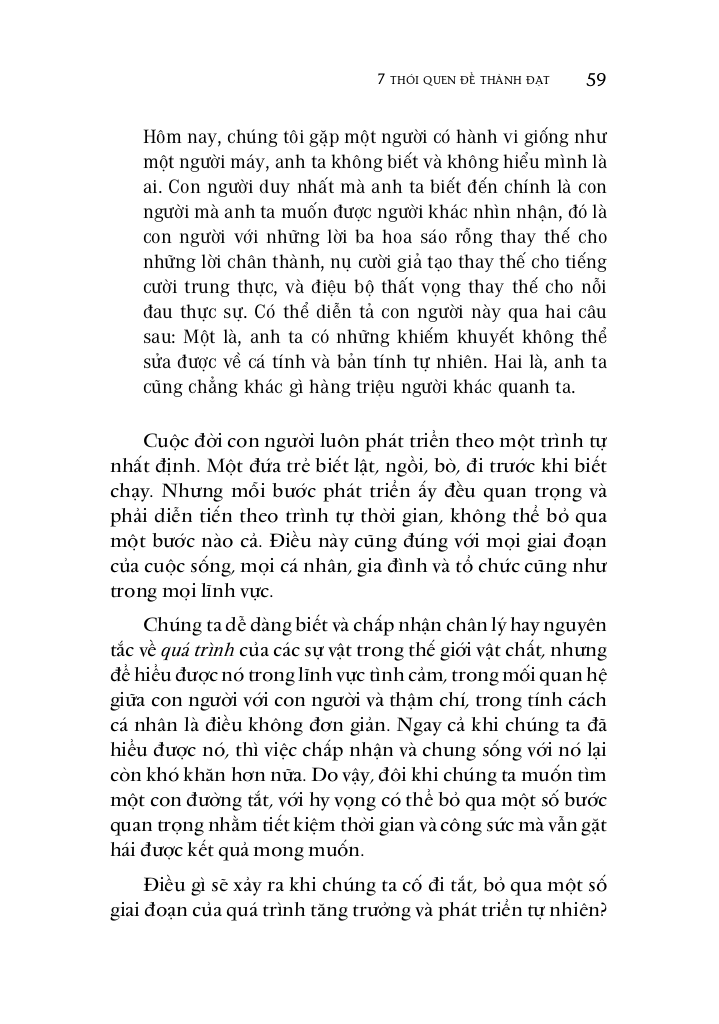 7 THÓI QUEN ĐỂ THÀNH ĐẠT 59
Hôm nay, chúng tôi gặp một người có hành vi giống như
một người máy, anh ta không biết và không hiểu mình là
ai. Con người duy nhất mà anh ta biết đến chính là con
người mà anh ta muốn được người khác nhìn nhận, đó là
con người với những lời ba hoa sáo rỗng thay thế cho
những lời chân thành, nụ cười giả tạo thay thế cho tiếng
cười trung thực, và điệu bộ thất vọng thay thế cho nỗi
đau thực sự. Có thể diễn tả con người này qua hai câu
sau: Một là, anh ta có những khiếm khuyết không thể
sửa được về cá tính và bản tính tự nhiên. Hai là, anh ta
cũng chẳng khác gì hàng triệu người khác quanh ta.
Cuộc đời con người luôn phát triển theo một trình tự
nhất định. Một đứa trẻ biết lật, ngồi, bò, đi trước khi biết
chạy. Nhưng mỗi bước phát triển ấy đều quan trọng và
phải diễn tiến theo trình tự thời gian, không thể bỏ qua
một bước nào cả. Điều này cũng đúng với mọi giai đoạn
của cuộc sống, mọi cá nhân, gia đình và tổ chức cũng như
trong mọi lĩnh vực.
Chúng ta dễ dàng biết và chấp nhận chân lý hay nguyên
tắc về quá trình của các sự vật trong thế giới vật chất, nhưng
để hiểu được nó trong lĩnh vực tình cảm, trong mối quan hệ
giữa con người với con người và thậm chí, trong tính cách
cá nhân là điều không đơn giản. Ngay cả khi chúng ta đã
hiểu được nó, thì việc chấp nhận và chung sống với nó lại
còn khó khăn hơn nữa. Do vậy, đôi khi chúng ta muốn tìm
một con đường tắt, với hy vọng có thể bỏ qua một số bước
quan trọng nhằm tiết kiệm thời gian và công sức mà vẫn gặt
hái được kết quả mong muốn.
Điều gì sẽ xảy ra khi chúng ta cố đi tắt, bỏ qua một số
giai đoạn của quá trình tăng trưởng và phát triển tự nhiên?